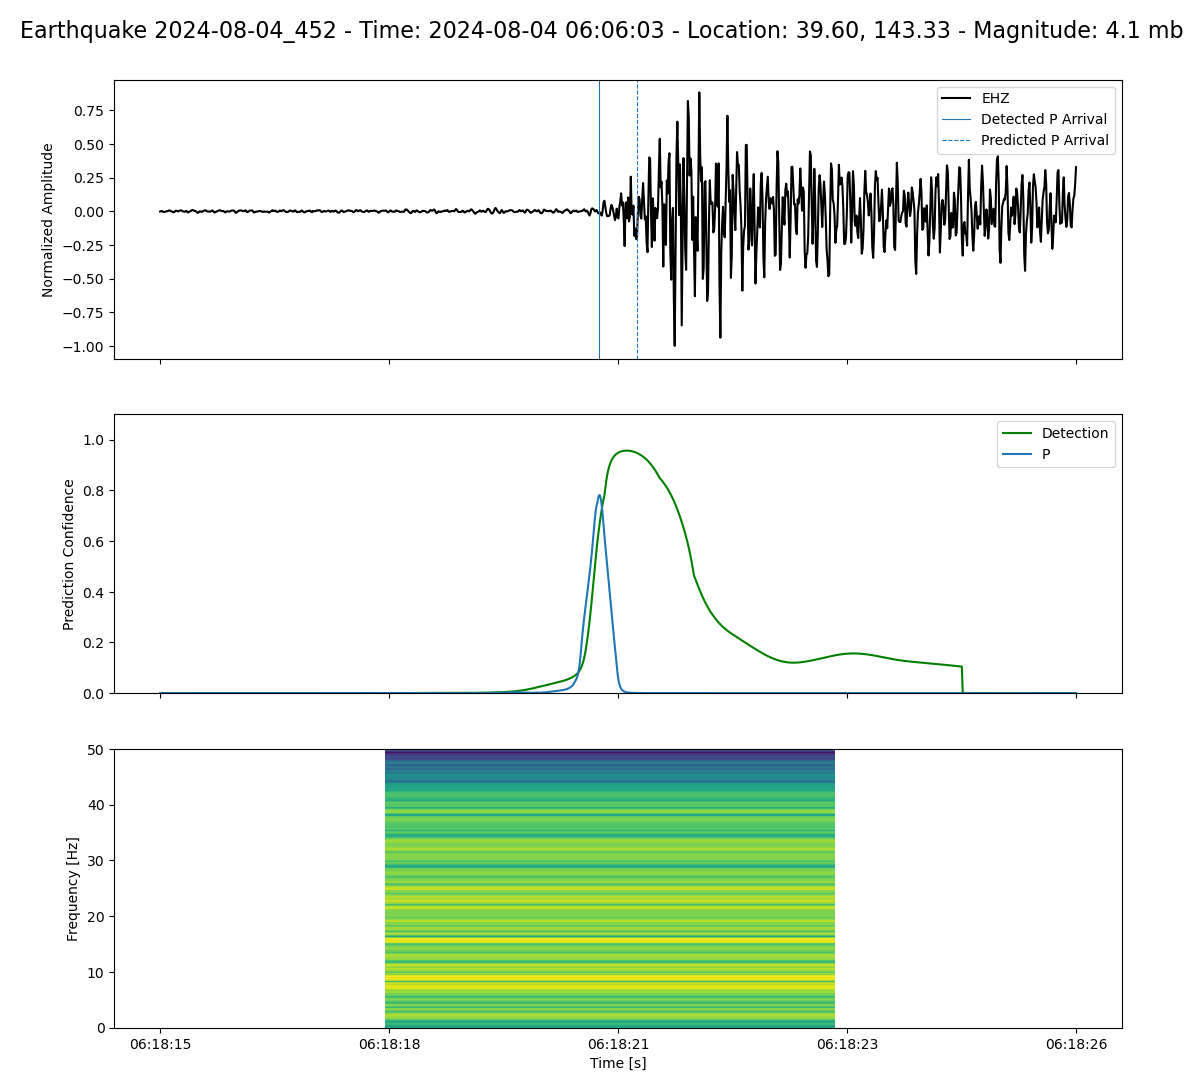 Earthquake 2024-08-04_452 - Time: 2024-08-04 06:06:03 - Location: 39.60, 143.33 - Magnitude: 4.1 mb
Normalized Amplitude
0.75
0.50
0.25
0.00
−0.25
−0.50
−0.75
−1.00
EHZ
Detected P Arrival
Predicted P Arrival
Prediction Confidence
1.0
0.8
0.6
0.4
0.2
0.0
Detection
P
Frequency [Hz]
50
40
30
20
10
0
06:18:15 06:18:18 06:18:21 06:18:23 06:18:26
Time [s]